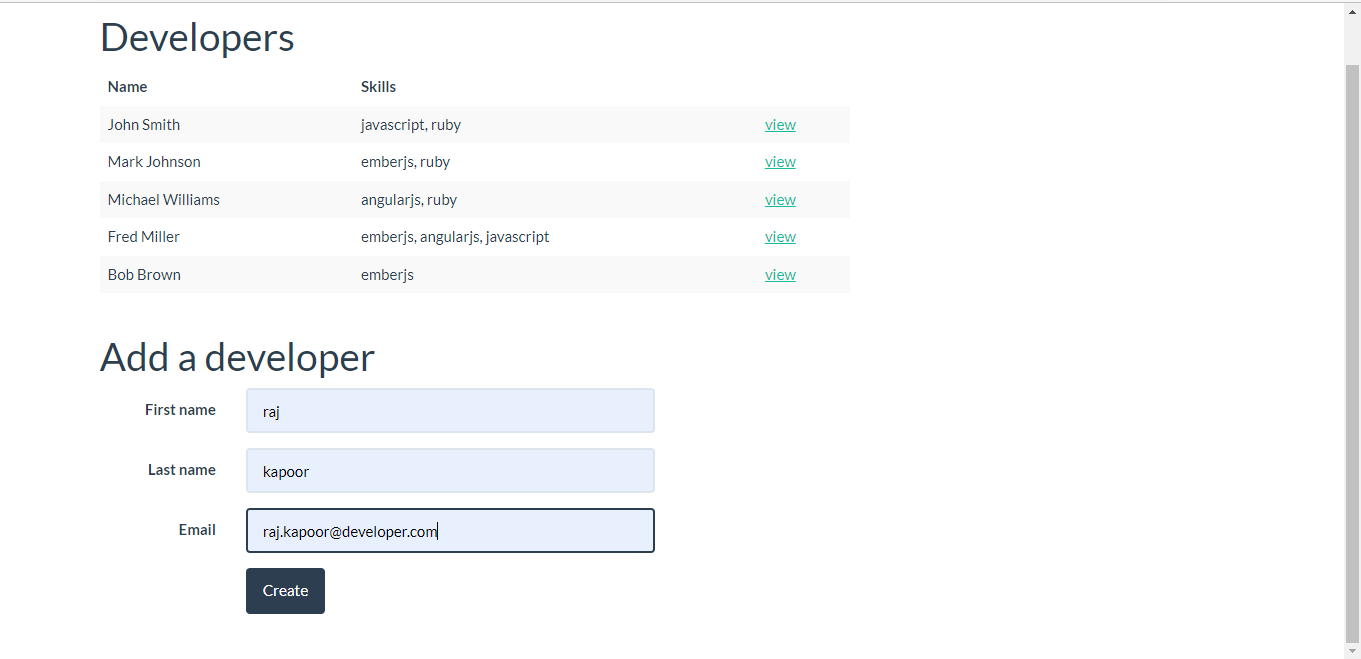 Developers
Name Skills
John Smith javascript, ruby view
Mark Johnson emberjs, ruby view
Michael Williams angularjs, ruby view
Fred Miller emberjs, angularjs, javascript view
Bob Brown emberjs view
Add a developer
First name raj
Last name kapoor
Email raj.kapoor@developer.com
Create